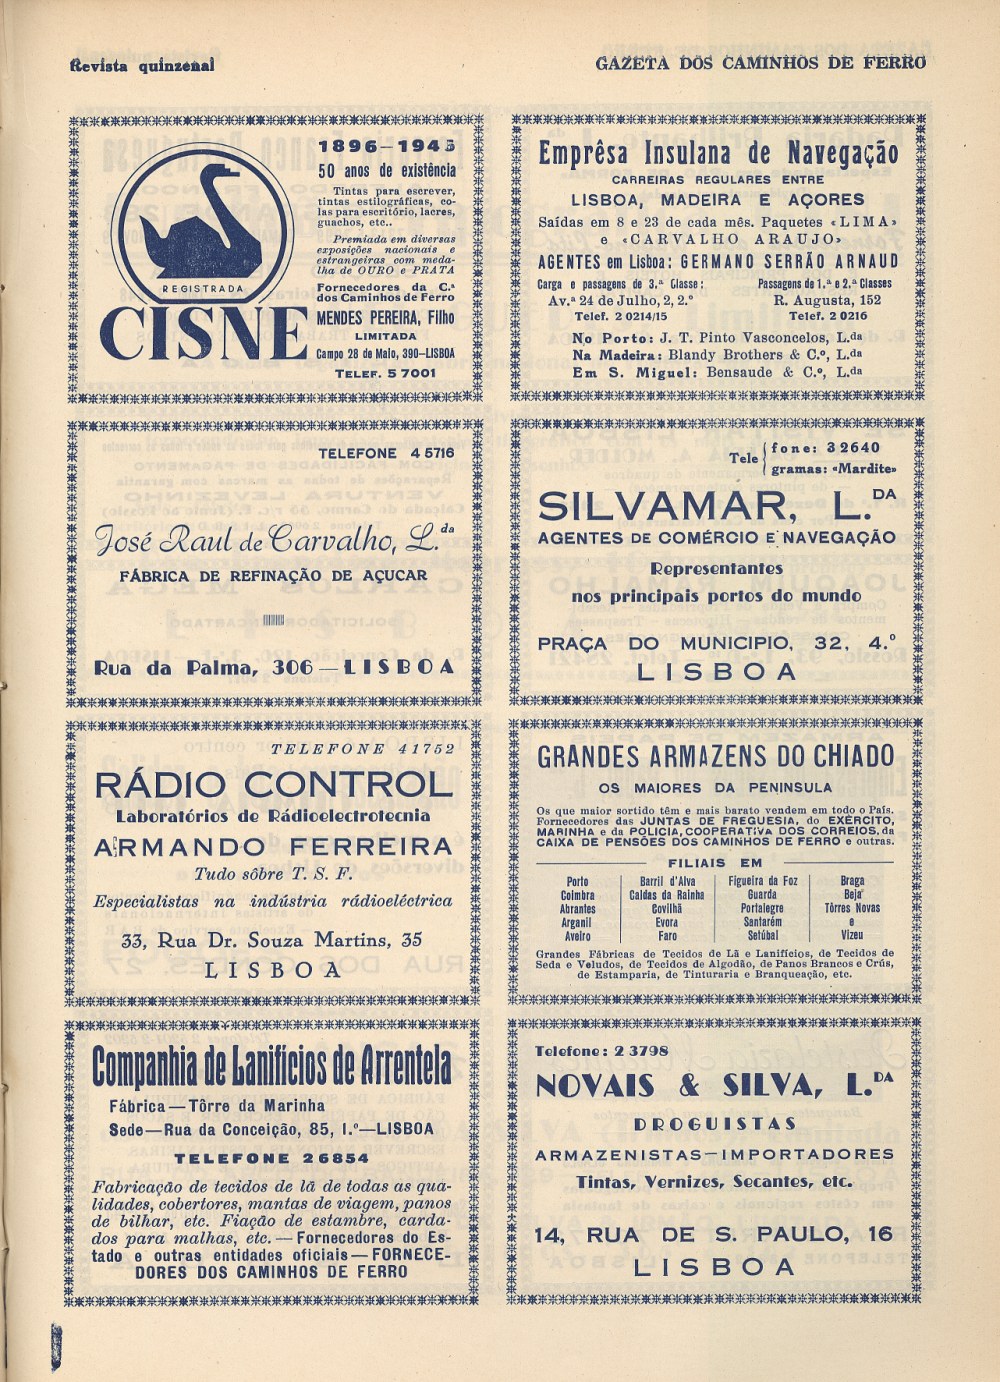 Revista quinzenal
GAZETA DOS CAMINHOS DE FERRO
REGISTRADA
CISNE
1896–1945
50 anos de existência
Tintas para escrever,
tintas estilográficas, co-
las para escritório, lacres,
guachos, etc..
Premiada em diversas
exposições nacionais e
estrangeiras com meda-
lha de OURO e PRATA
Fornecedores da C.ª
dos Caminhos de Ferro
MENDES PEREIRA, Filho
LIMITADA
Campo 28 de Maio, 390—LISBOA
TELEF. 5 7001
Emprêsa Insulana de Navegação
CARREIRAS REGULARES ENTRE
LISBOA, MADEIRA E AÇORES
Saídas em 8 e 23 de cada mês. Paquetes «LIMA»
e «CARVALHO ARAUJO»
AGENTES em Lisboa: GERMANO SERRÃO ARNAUD
Carga e passagens de 3.ª Classe: Passagens de 1.ª e 2.ª Classes
Av.ª 24 de Julho, 2, 2.º R. Augusta, 152
Telef. 2 0214/15 Telef. 2 0216
No Porto: J. T. Pinto Vasconcelos, L.da
Na Madeira: Blandy Brothers & C.º, L.da
Em S. Miguel: Bensaude & C.º, L.da
TELEFONE 4 5716
José Raul de Carvalho, L.da
FÁBRICA DE REFINAÇÃO DE AÇUCAR
Rua da Palma, 306—LISBOA
Tele fone: 3 2640
gramas: «Mardite»
SILVAMAR, L.DA
AGENTES DE COMÉRCIO E NAVEGAÇÃO
Representantes
nos principais portos do mundo
PRAÇA DO MUNICIPIO, 32, 4.º
LISBOA
TELEFONE 41752
RÁDIO CONTROL
Laboratórios de Rádioelectrotecnia
ARMANDO FERREIRA
Tudo sôbre T. S. F.
Especialistas na indústria rádioeléctrica
33, Rua Dr. Souza Martins, 35
LISBOA
GRANDES ARMAZENS DO CHIADO
OS MAIORES DA PENINSULA
Os que maior sortido têm e mais barato vendem em todo o País.
Fornecedores das JUNTAS DE FREGUESIA, do EXÉRCITO,
MARINHA e da POLICIA, COOPERATIVA DOS CORREIOS, da
CAIXA DE PENSÕES DOS CAMINHOS DE FERRO e outras.
FILIAIS EM
Porto Barril d'Alva Figueira da Foz Braga
Coimbra Caldas da Rainha Guarda Beja
Abrantes Covilhã Portalegre Tôrres Novas
Arganil Evora Santarém e
Aveiro Faro Setúbal Vizeu
Grandes Fábricas de Tecidos de Lã e Lanifícios, de Tecidos de
Seda e Veludos, de Tecidos de Algodão, de Panos Brancos e Crús,
de Estamparia, de Tinturaria e Branqueação, etc.
Companhia de Lanifícios de Arrentela
Fábrica—Tôrre da Marinha
Sede—Rua da Conceição, 85, 1.º—LISBOA
TELEFONE 2 6854
Fabricação de tecidos de lã de todas as qua-
lidades, cobertores, mantas de viagem, panos
de bilhar, etc. Fiação de estambre, carda-
dos para malhas, etc.—Fornecedores do Es-
tado e outras entidades oficiais—FORNECE-
DORES DOS CAMINHOS DE FERRO
Telefone: 2 3798
NOVAIS & SILVA, L.DA
DROGUISTAS
ARMAZENISTAS—IMPORTADORES
Tintas, Vernizes, Secantes, etc.
14, RUA DE S. PAULO, 16
LISBOA